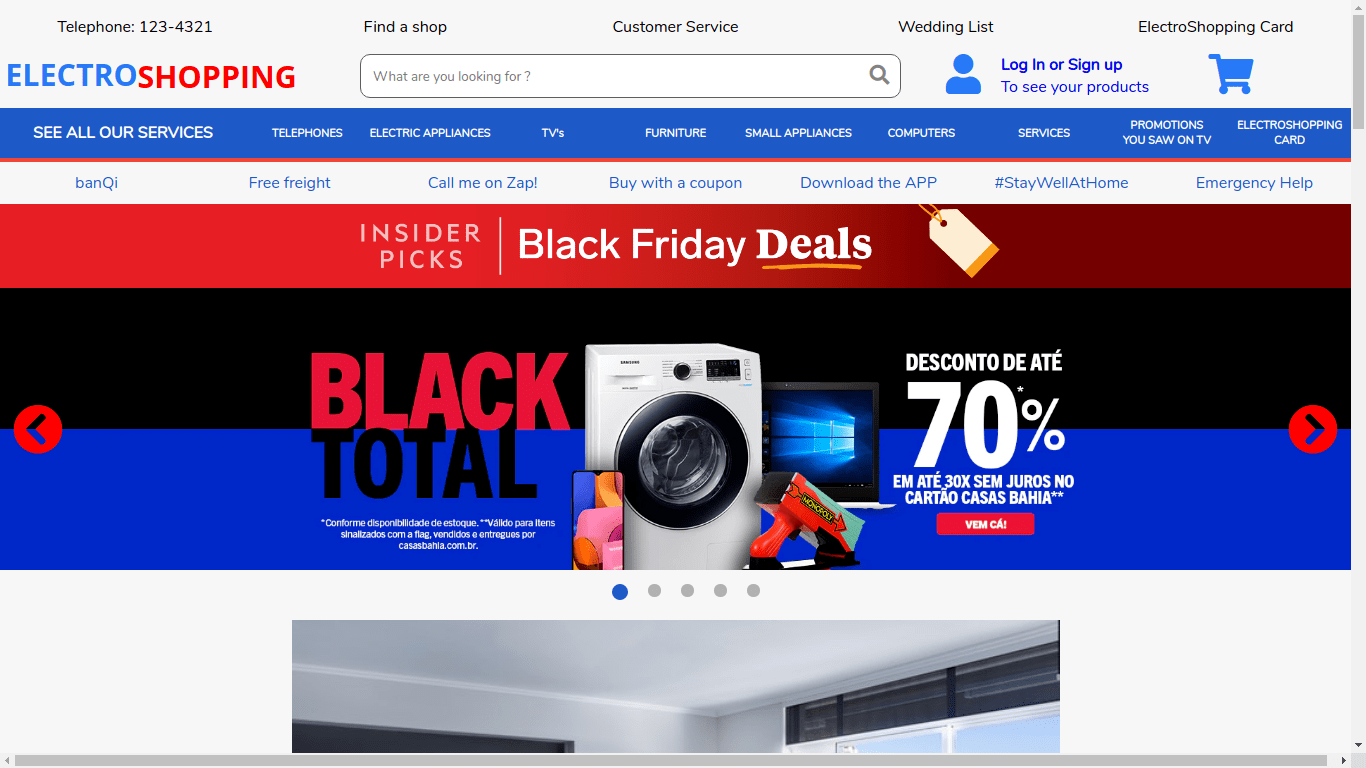 Telephone: 123-4321 Find a shop Customer Service Wedding List ElectroShopping Card
ELECTROSHOPPING
What are you looking for ?
Log In or Sign up
To see your products
SEE ALL OUR SERVICES TELEPHONES ELECTRIC APPLIANCES TV's FURNITURE SMALL APPLIANCES COMPUTERS SERVICES
PROMOTIONS
YOU SAW ON TV
ELECTROSHOPPING
CARD
banQi Free freight Call me on Zap! Buy with a coupon Download the APP #StayWellAtHome Emergency Help
INSIDER
PICKS
Black Friday Deals
BLACK
TOTAL
*Conforme disponibilidade de estoque. **Válido para itens
sinalizados com a flag, vendidos e entregues por
casasbahia.com.br.
SAMSUNG
MONOPOLY
DESCONTO DE ATÉ
70*%
EM ATÉ 30X SEM JUROS NO
CARTÃO CASAS BAHIA**
VEM CÁ!